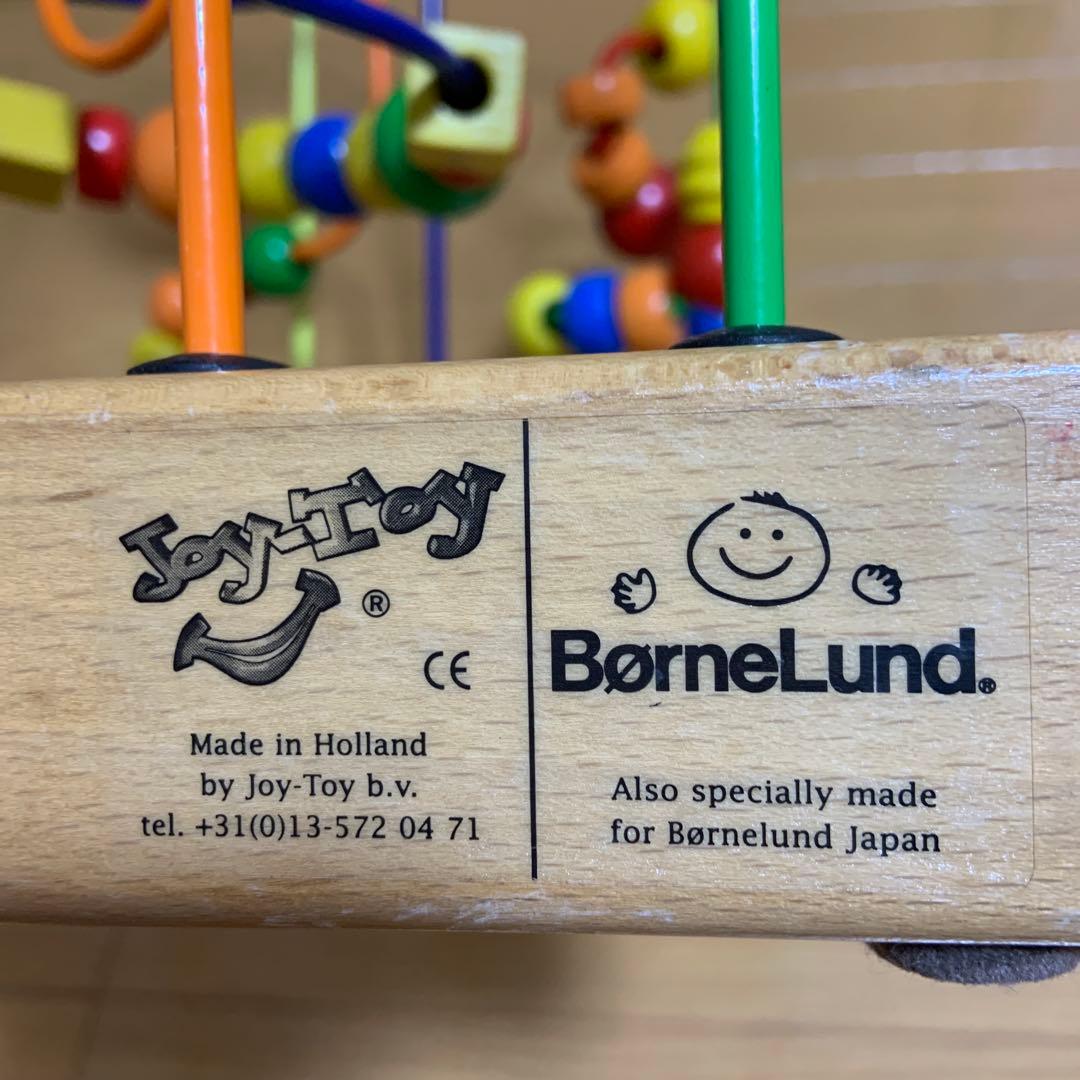 Joy-Toy ®
CE
Made in Holland
by Joy-Toy b.v.
tel. +31(0)13-572 04 71
BørneLund.®
Also specially made
for Børnelund Japan